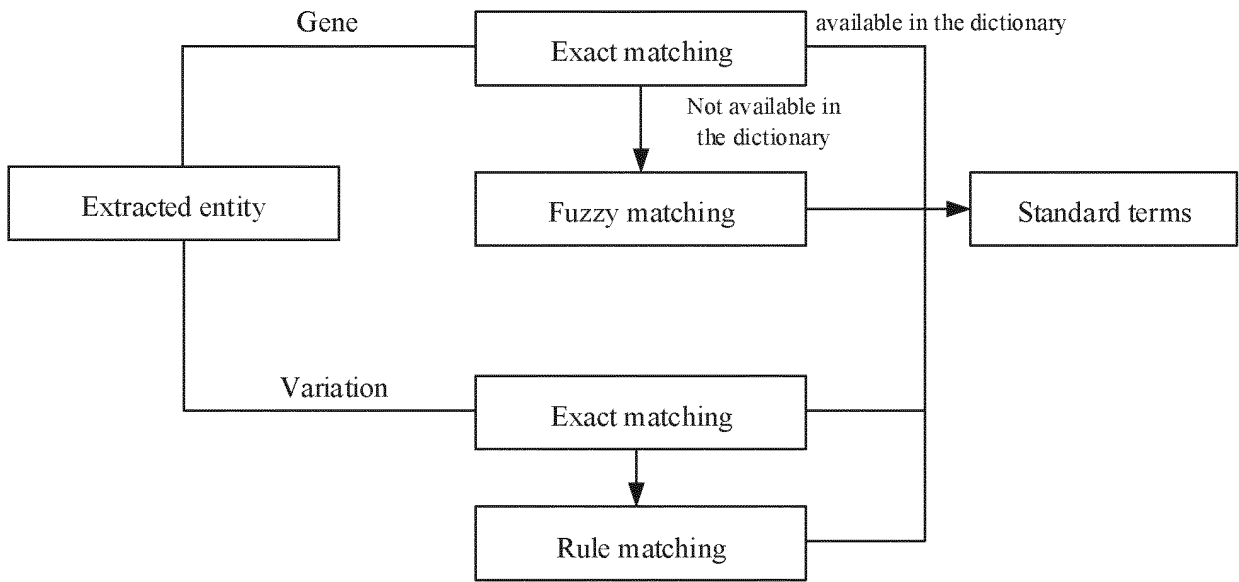 Gene
Exact matching
available in the dictionary
Not available in
the dictionary
Extracted entity
Fuzzy matching
Standard terms
Variation
Exact matching
Rule matching